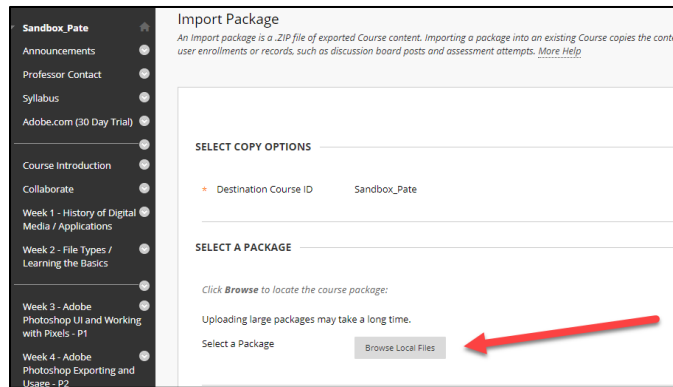 Sandbox_Pate
Announcements
Professor Contact
Syllabus
Adobe.com (30 Day Trial)
Course Introduction
Collaborate
Week 1 - History of Digital
Media / Applications
Week 2 - File Types /
Learning the Basics
Week 3 - Adobe
Photoshop UI and Working
with Pixels - P1
Week 4 - Adobe
Photoshop Exporting and
Usage - P2
Import Package
An Import package is a .ZIP file of exported Course content. Importing a package into an existing Course copies the
user enrollments or records, such as discussion board posts and assessment attempts. More Help
SELECT COPY OPTIONS
* Destination Course ID Sandbox_Pate
SELECT A PACKAGE
Click Browse to locate the course package:
Uploading large packages may take a long time.
Select a Package Browse Local Files